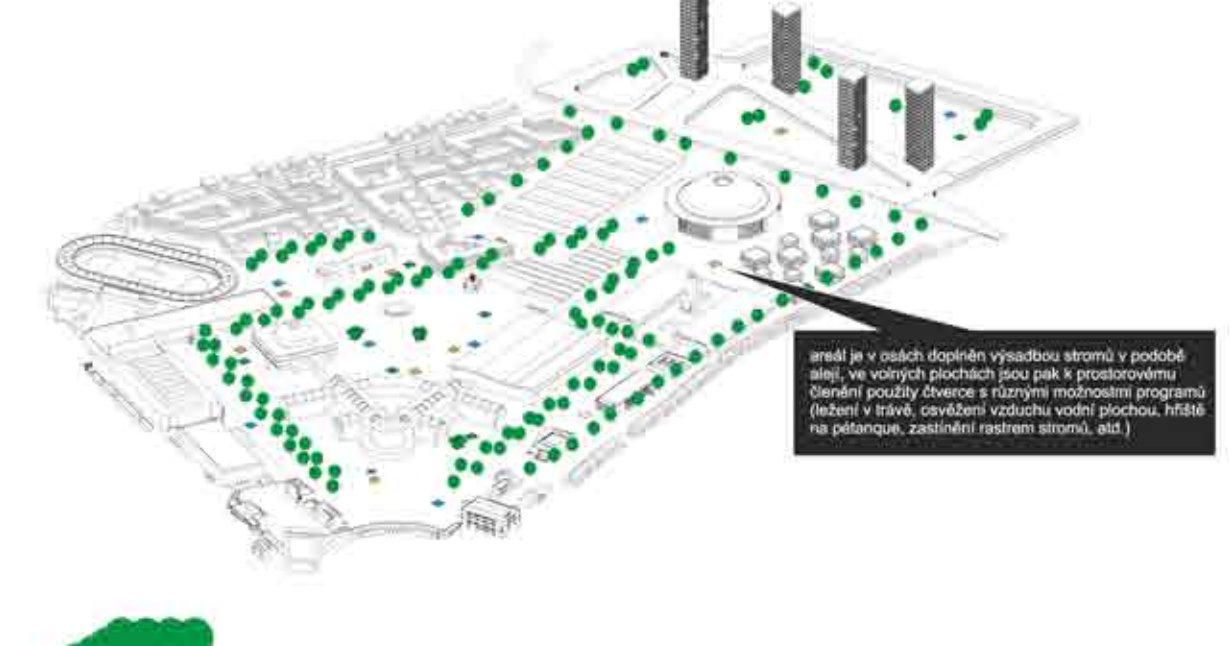 areál je v osách doplněn výsadbou stromů v podobě
alejí, ve volných plochách jsou pak k prostorovému
členění použity čtverce s různými možnostmi programů
(ležení v trávě, osvěžení vzduchu vodní plochou, hřiště
na pétanque, zastínění rastrem stromů, atd.)